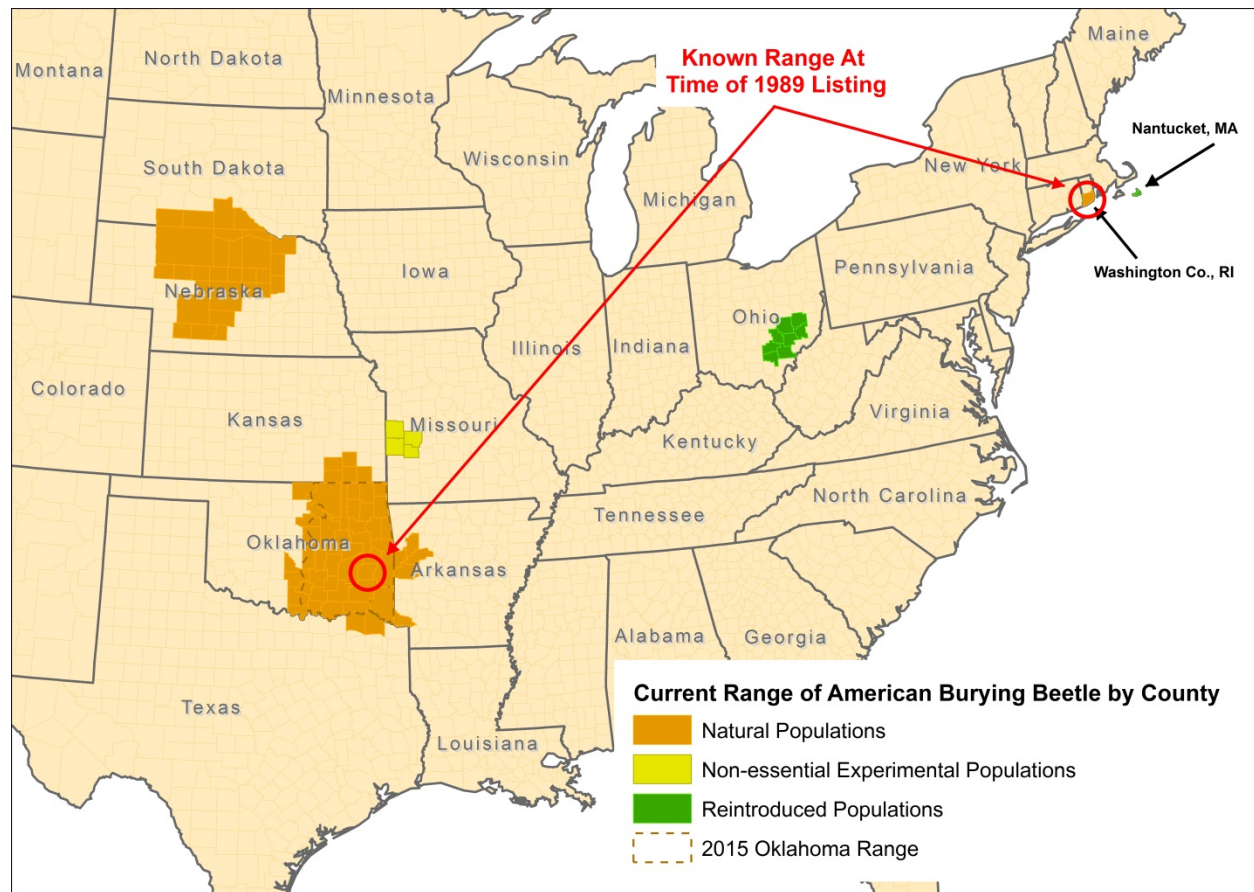 Maine
North Dakota
Montana
Known Range At
Time of 1989 Listing
Minnesota
Nantucket, MA
Wisconsin
South Dakota
New York
Michigan
Washington Co., RI
Pennsylvania
Iowa
Nebraska
Ohio
Illinois
Indiana
Colorado
Virginia
Kansas
Missouri
Kentucky
North Carolina
Tennessee
Oklahoma
Arkansas
Alabama
Georgia
Texas
Louisiana
Current Range of American Burying Beetle by County
Natural Populations
Non-essential Experimental Populations
Reintroduced Populations
2015 Oklahoma Range